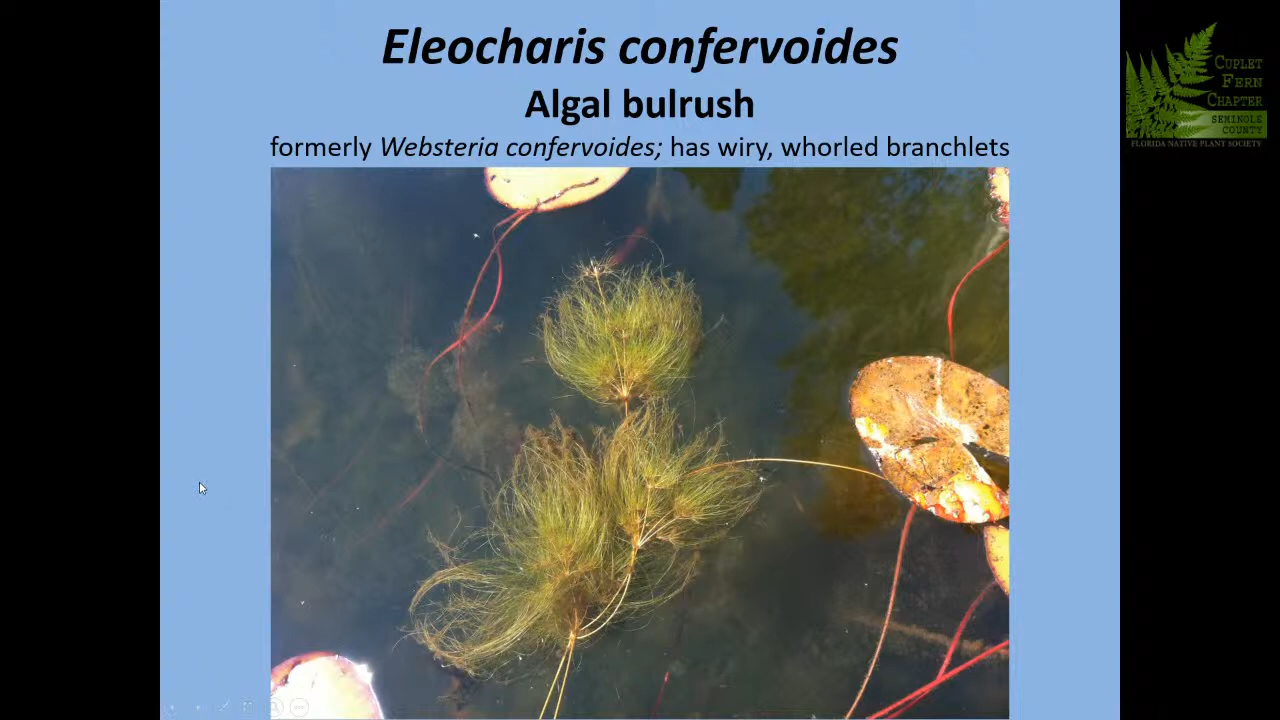 Eleocharis confervoides
Algal bulrush
formerly Websteria confervoides; has wiry, whorled branchlets
CUPLET
FERN
CHAPTER
SEMINOLE
COUNTY
FLORIDA NATIVE PLANT SOCIETY